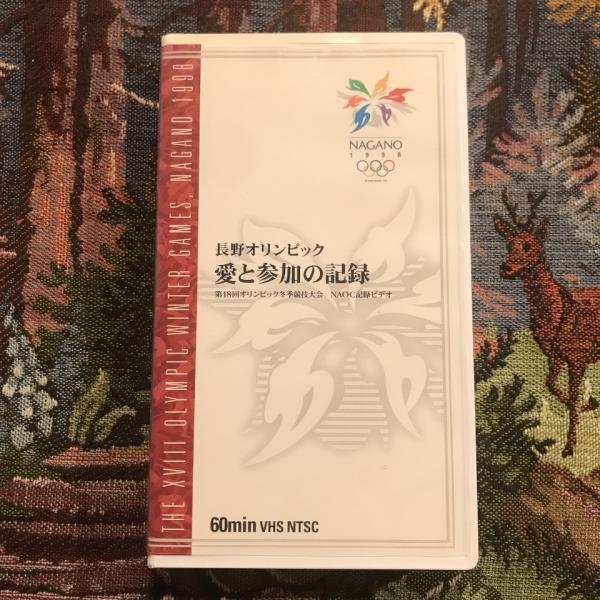 THE XVIII OLYMPIC WINTER GAMES, NAGANO 1998
NAGANO
1998
長野オリンピック
愛と参加の記録
第18回オリンピック冬季競技大会 NAOC記録ビデオ
60min VHS NTSC